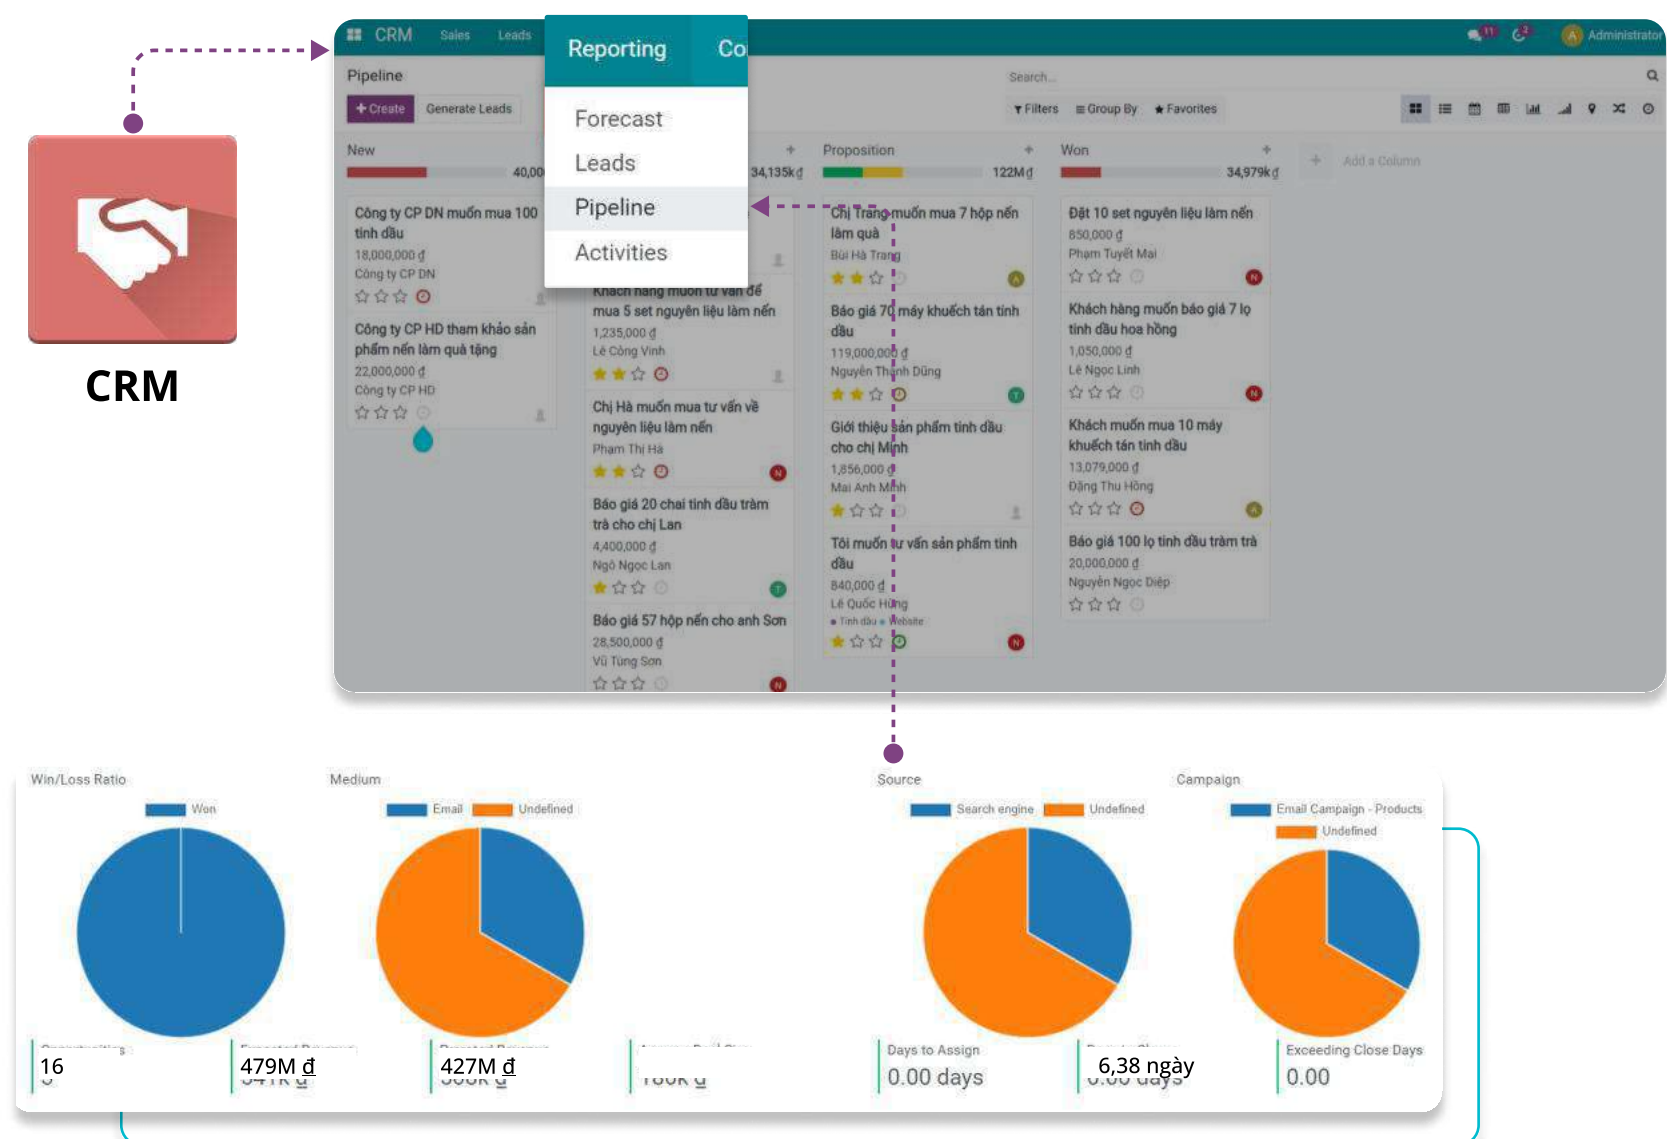 CRM
CRM
Sales
Leads
Reporting
Co
11
2
A
Administrator
Pipeline
Search...
Create
Generate Leads
Filters
Group By
Favorites
Forecast
Leads
Pipeline
Activities
New
40,00
Công ty CP DN muốn mua 100
tinh dầu
18,000,000 ₫
Công ty CP DN
Công ty CP HD tham khảo sản
phẩm nến làm quà tặng
22,000,000 ₫
Công ty CP HD
34,135k₫
Khách hàng muốn tư vấn để
mua 5 set nguyên liệu làm nến
1,235,000 ₫
Lê Công Vinh
Chị Hà muốn mua tư vấn về
nguyên liệu làm nến
Phạm Thị Hà
N
Báo giá 20 chai tinh dầu tràm
trà cho chị Lan
4,400,000 ₫
Ngô Ngọc Lan
T
Báo giá 57 hộp nến cho anh Sơn
28,500,000 ₫
Vũ Tùng Sơn
N
Proposition
122M₫
Chị Trang muốn mua 7 hộp nến
làm quà
Bùi Hà Trang
A
Báo giá 70 máy khuếch tán tinh
dầu
119,000,000 ₫
Nguyễn Thành Dũng
T
Giới thiệu sản phẩm tinh dầu
cho chị Minh
1,856,000 ₫
Mai Anh Minh
Tôi muốn tư vấn sản phẩm tinh
dầu
840,000 ₫
Lê Quốc Hùng
Tinh dầu Website
N
Won
34,979k₫
Đặt 10 set nguyên liệu làm nến
850,000 ₫
Phạm Tuyết Mai
N
Khách hàng muốn báo giá 7 lọ
tinh dầu hoa hồng
1,050,000 ₫
Lê Ngọc Linh
N
Khách muốn mua 10 máy
khuếch tán tinh dầu
13,079,000 ₫
Đặng Thu Hồng
A
Báo giá 100 lọ tinh dầu tràm trà
20,000,000 ₫
Nguyễn Ngọc Diệp
Add a Column
Win/Loss Ratio
Won
Medium
Email
Undefined
Source
Search engine
Undefined
Campaign
Email Campaign - Products
Undefined
16
479M đ
427M đ
Days to Assign
0.00 days
6,38 ngày
Exceeding Close Days
0.00